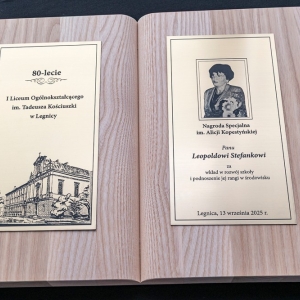 80-lecie
I Liceum Ogólnokształcącego
im. Tadeusza Kościuszki
w Legnicy
Nagroda Specjalna
im. Alicji Kopestyńskiej
Panu
Leopoldowi Stefankowi
za
wkład w rozwój szkoły
i podnoszenie jej rangi w środowisku
Legnica, 13 września 2025 r.